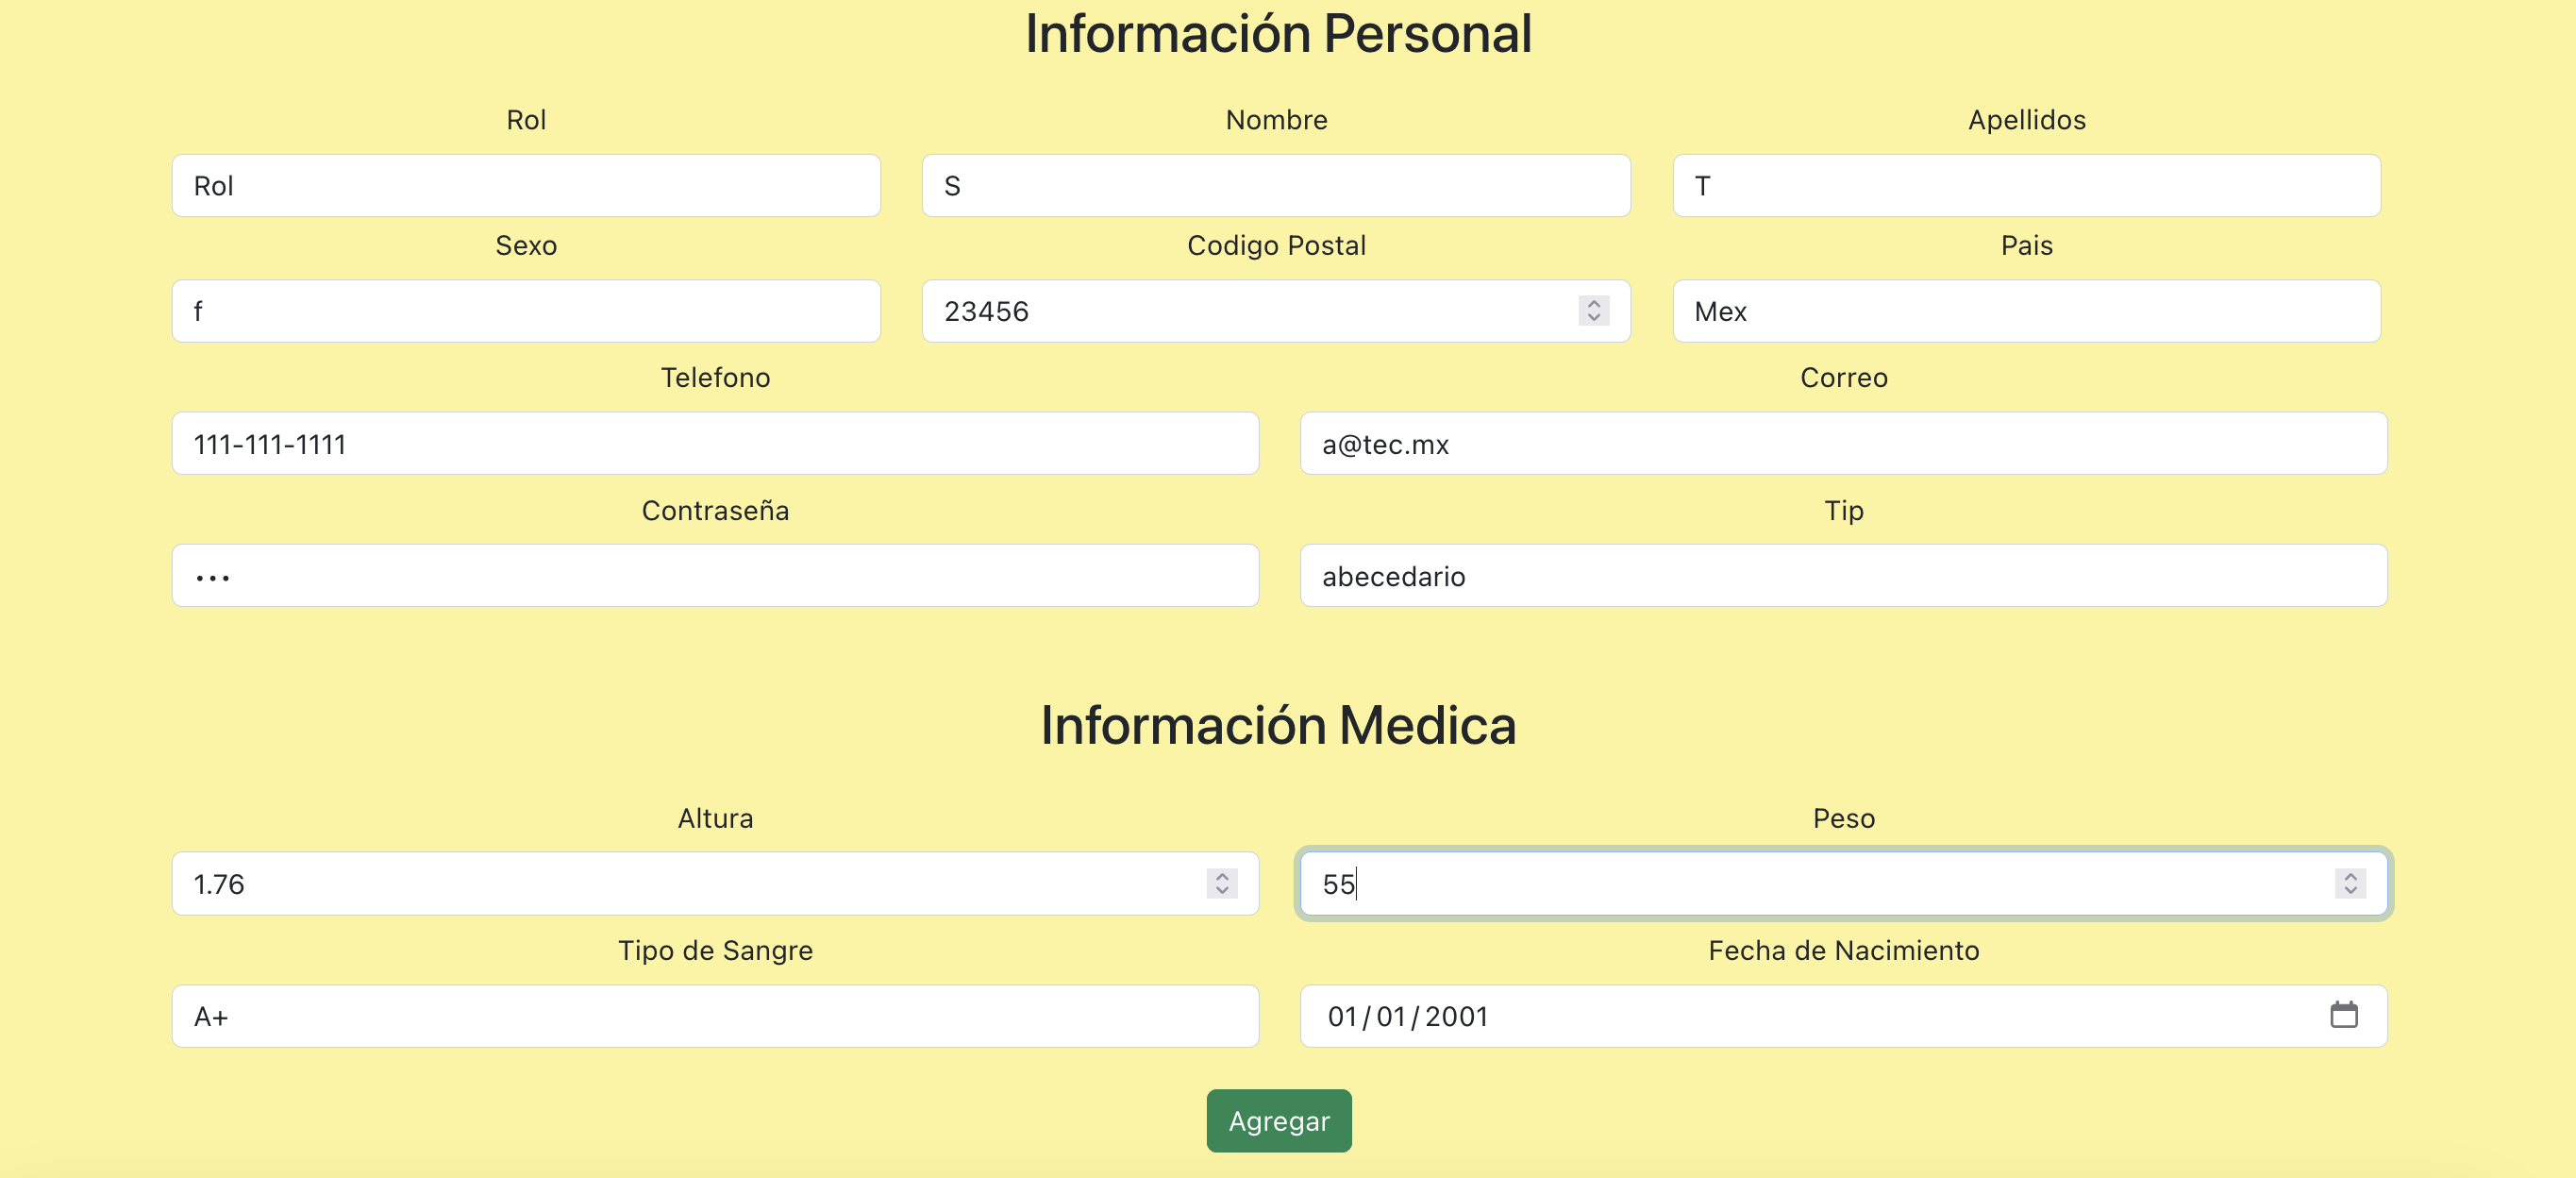 Información Personal
Rol Nombre Apellidos
Rol S T
Sexo Codigo Postal Pais
f 23456 Mex
Telefono Correo
111-111-1111 a@tec.mx
Contraseña Tip
••• abecedario
Información Medica
Altura Peso
1.76 55
Tipo de Sangre Fecha de Nacimiento
A+ 01/01/2001
Agregar